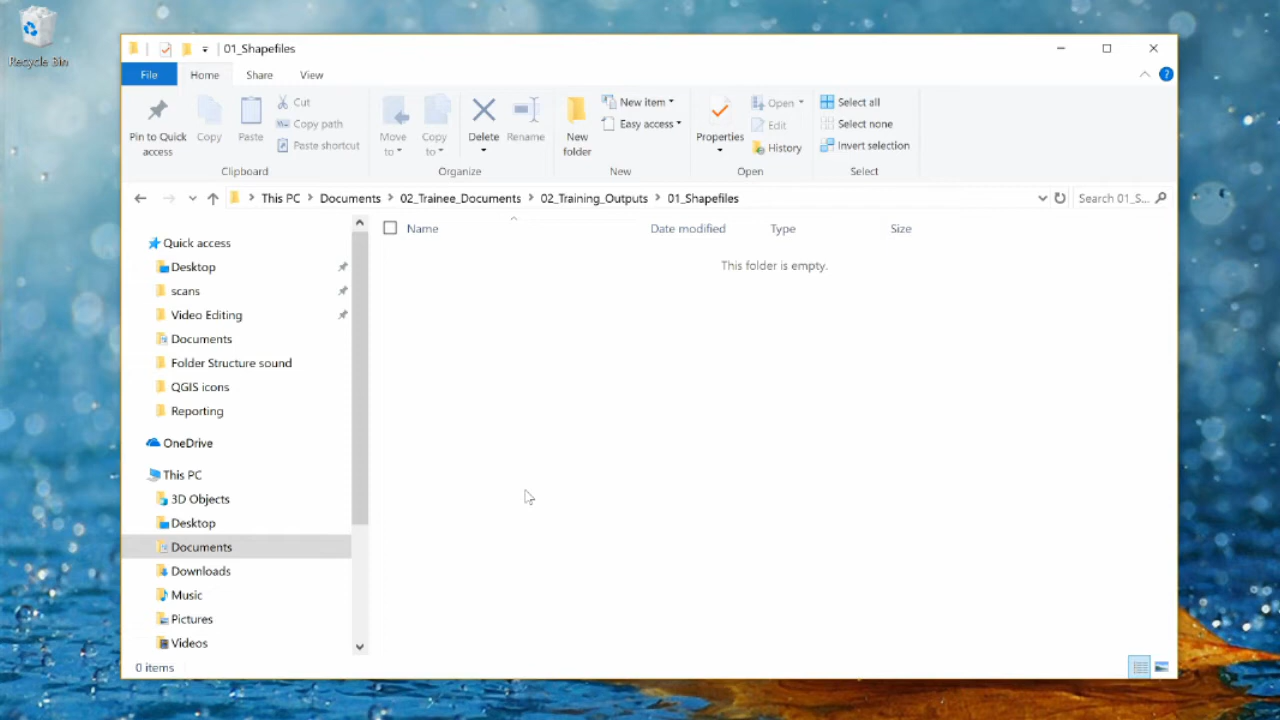 Recycle Bin
01_Shapefiles
File Home Share View
Pin to Quick access
Copy
Paste
Cut
Copy path
Paste shortcut
Clipboard
Move to
Copy to
Delete
Rename
Organize
New folder
New item
Easy access
New
Properties
Open
Edit
History
Open
Select all
Select none
Invert selection
Select
This PC > Documents > 02_Trainee_Documents > 02_Training_Outputs > 01_Shapefiles
Search 01_S...
Name Date modified Type Size
This folder is empty.
Quick access
Desktop
scans
Video Editing
Documents
Folder Structure sound
QGIS icons
Reporting
OneDrive
This PC
3D Objects
Desktop
Documents
Downloads
Music
Pictures
Videos
0 items